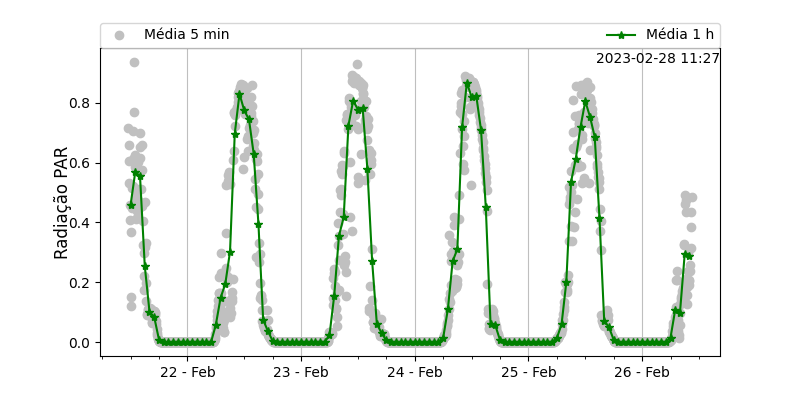 Média 5 min
Média 1 h
2023-02-28 11:27
Radiação PAR
0.8
0.6
0.4
0.2
0.0
22 - Feb
23 - Feb
24 - Feb
25 - Feb
26 - Feb